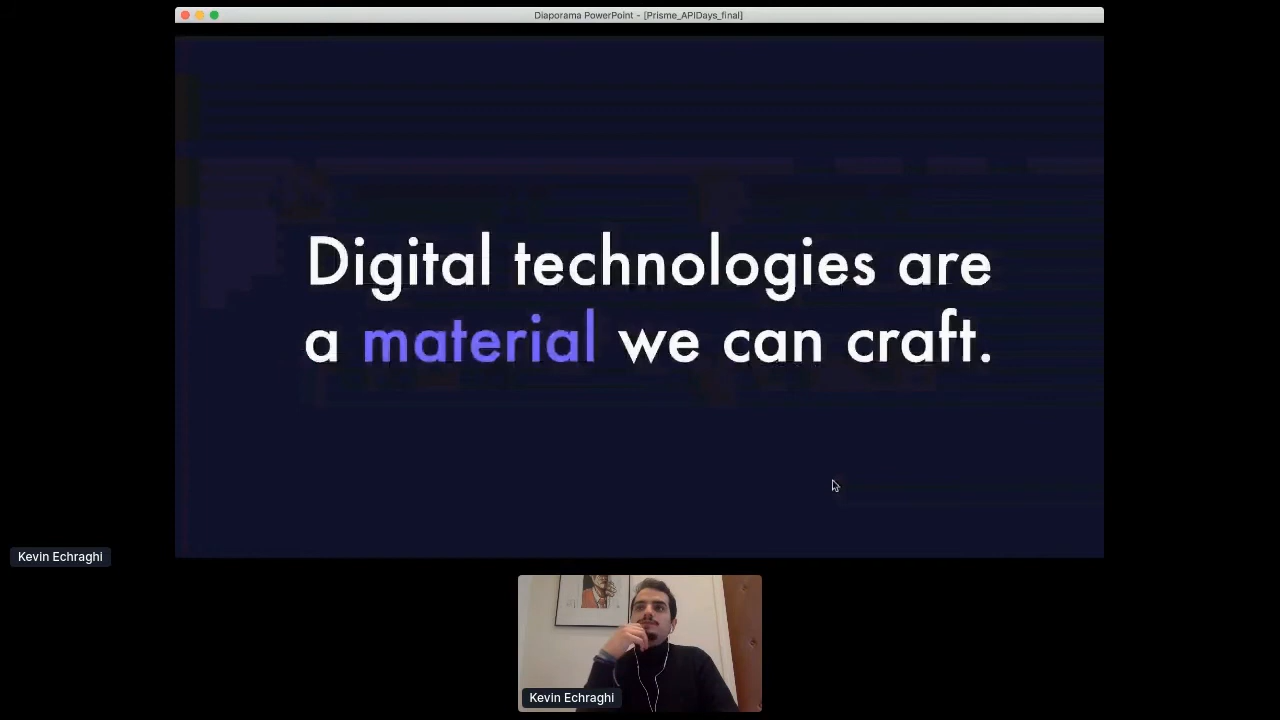 Diaporama PowerPoint - [Prisme_APIDays_final]
Digital technologies are
a material we can craft.
Kevin Echraghi
Kevin Echraghi